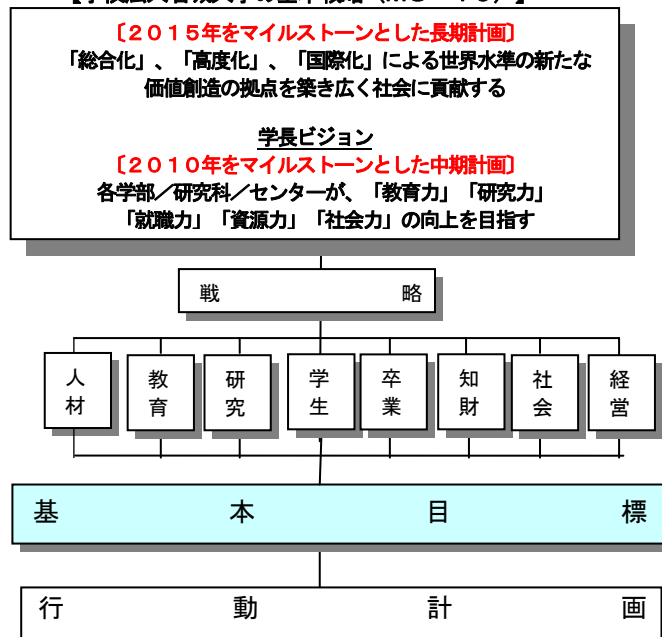 〔２０１５年をマイルストーンとした長期計画〕
「総合化」、「高度化」、「国際化」による世界水準の新たな
価値創造の拠点を築き広く社会に貢献する
学長ビジョン
〔２０１０年をマイルストーンとした中期計画〕
各学部／研究科／センターが、「教育力」「研究力」
「就職力」「資源力」「社会力」の向上を目指す
戦　略
人材
教育
研究
学生
卒業
知財
社会
経営
基　本　目　標
行　動　計　画